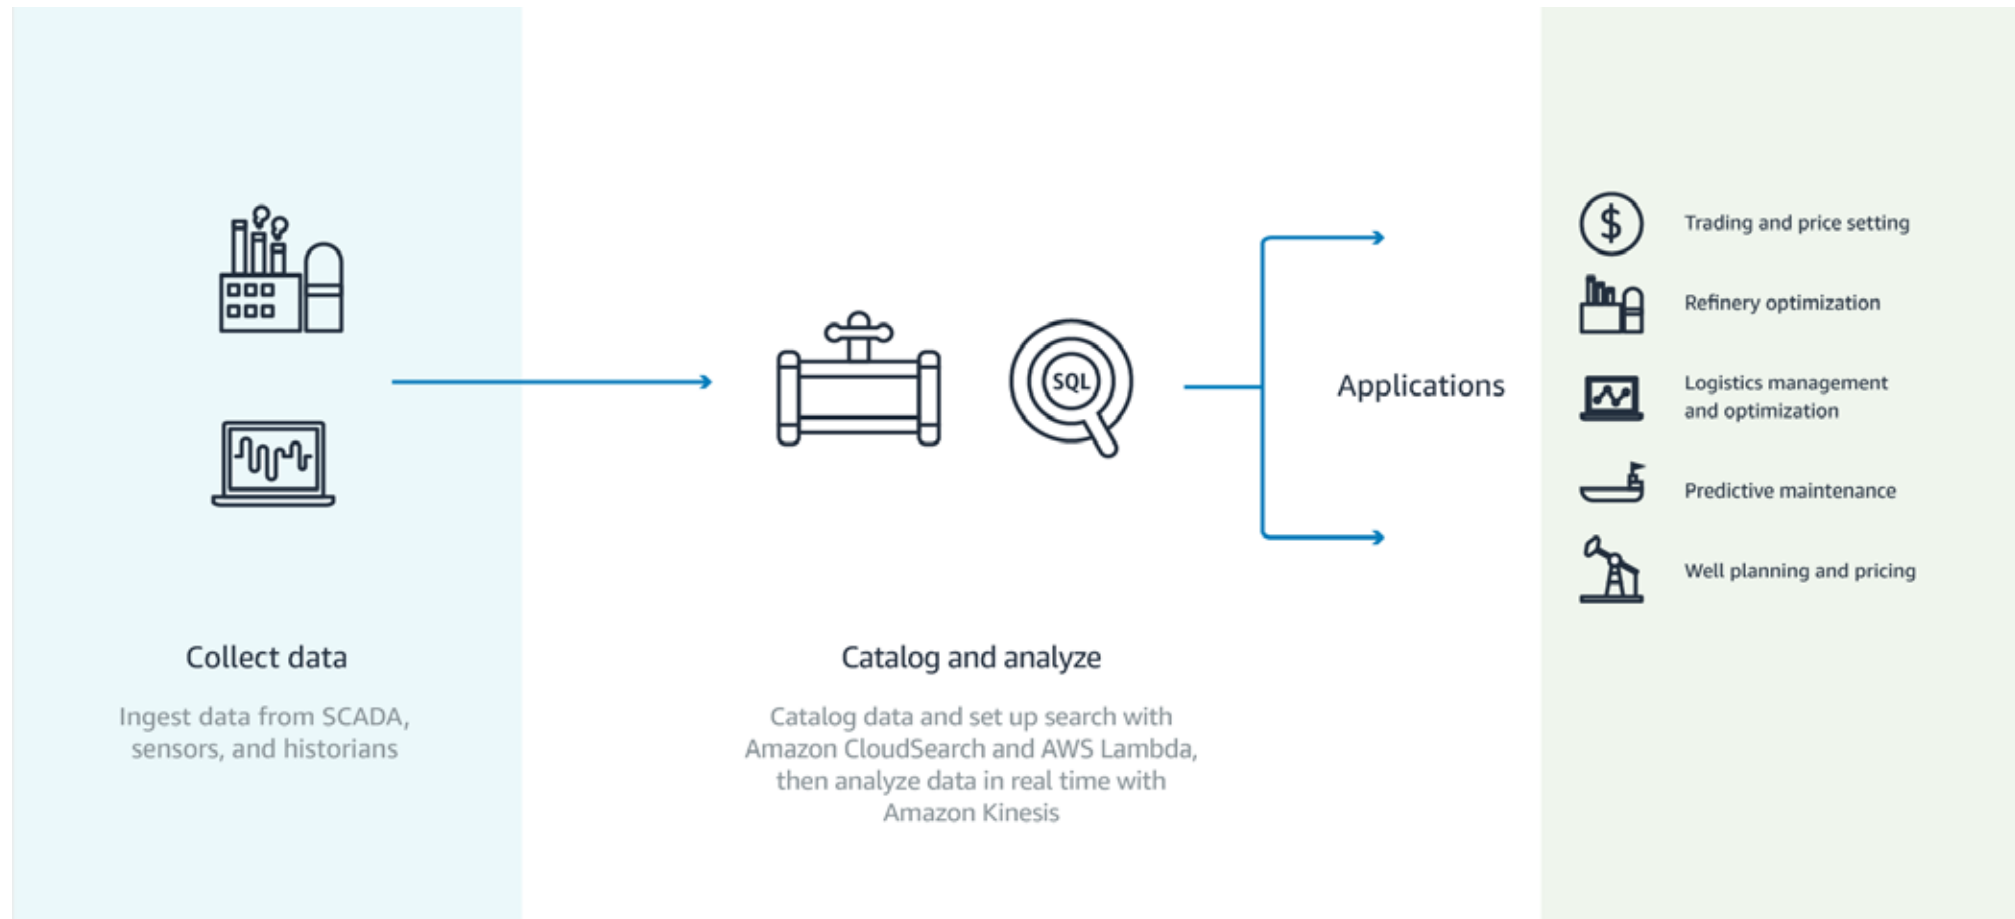 Collect data
Ingest data from SCADA,
sensors, and historians
SQL
Catalog and analyze
Catalog data and set up search with
Amazon CloudSearch and AWS Lambda,
then analyze data in real time with
Amazon Kinesis
Applications
$
Trading and price setting
Refinery optimization
Logistics management
and optimization
Predictive maintenance
Well planning and pricing